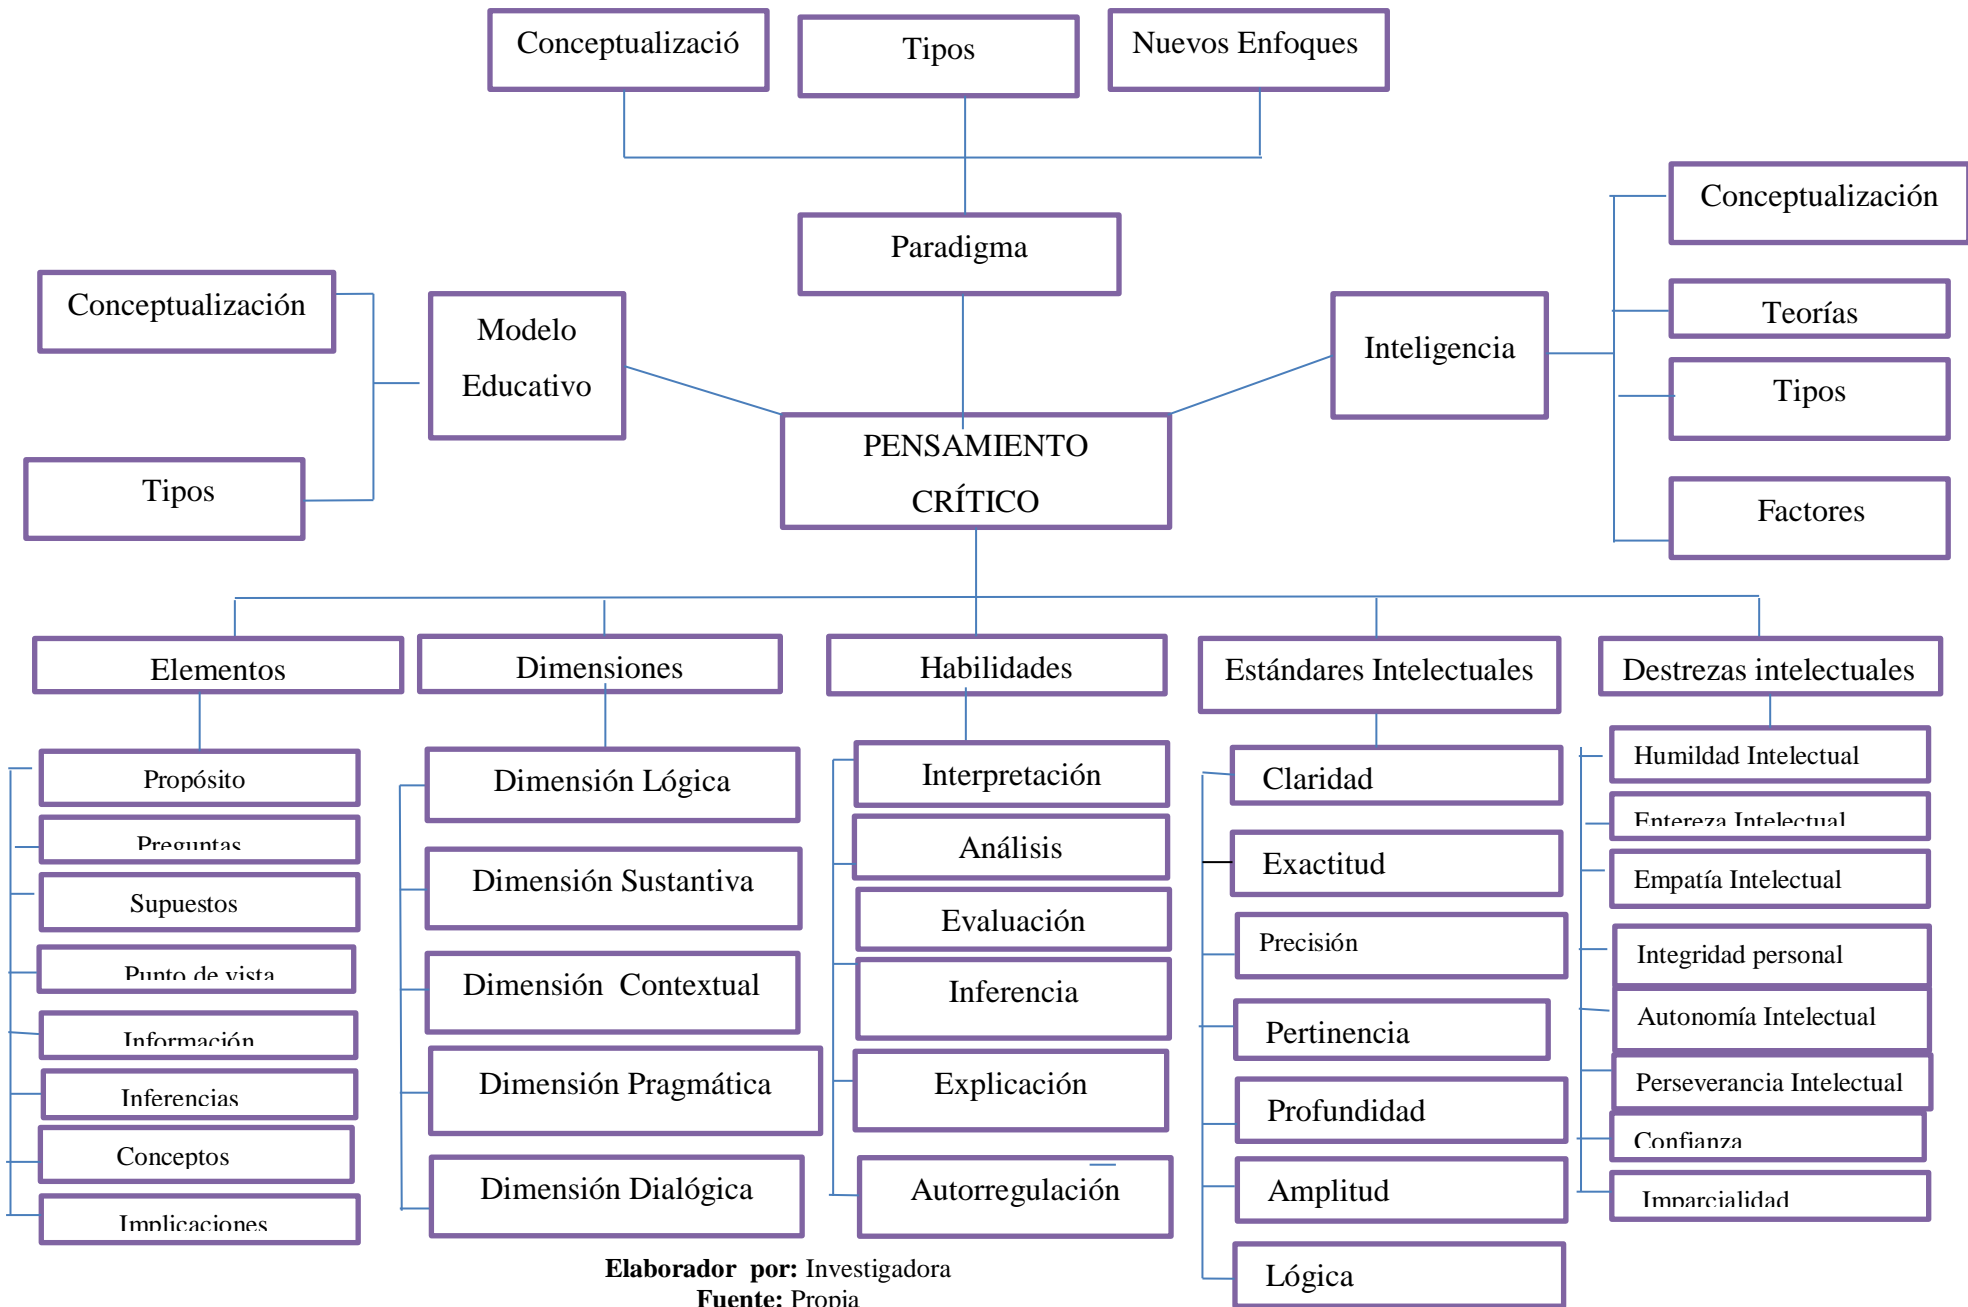 Conceptualizació
Tipos
Nuevos Enfoques
Paradigma
Conceptualización
Tipos
Modelo
Educativo
PENSAMIENTO
CRÍTICO
Inteligencia
Conceptualización
Teorías
Tipos
Factores
Elementos
Propósito
Preguntas
Supuestos
Punto de vista
Información
Inferencias
Conceptos
Implicaciones
Dimensiones
Dimensión Lógica
Dimensión Sustantiva
Dimensión Contextual
Dimensión Pragmática
Dimensión Dialógica
Habilidades
Interpretación
Análisis
Evaluación
Inferencia
Explicación
Autorregulación
Estándares Intelectuales
Claridad
Exactitud
Precisión
Pertinencia
Profundidad
Amplitud
Lógica
Destrezas intelectuales
Humildad Intelectual
Entereza Intelectual
Empatía Intelectual
Integridad personal
Autonomía Intelectual
Perseverancia Intelectual
Confianza
Imparcialidad
Elaborador por: Investigadora
Fuente: Propia